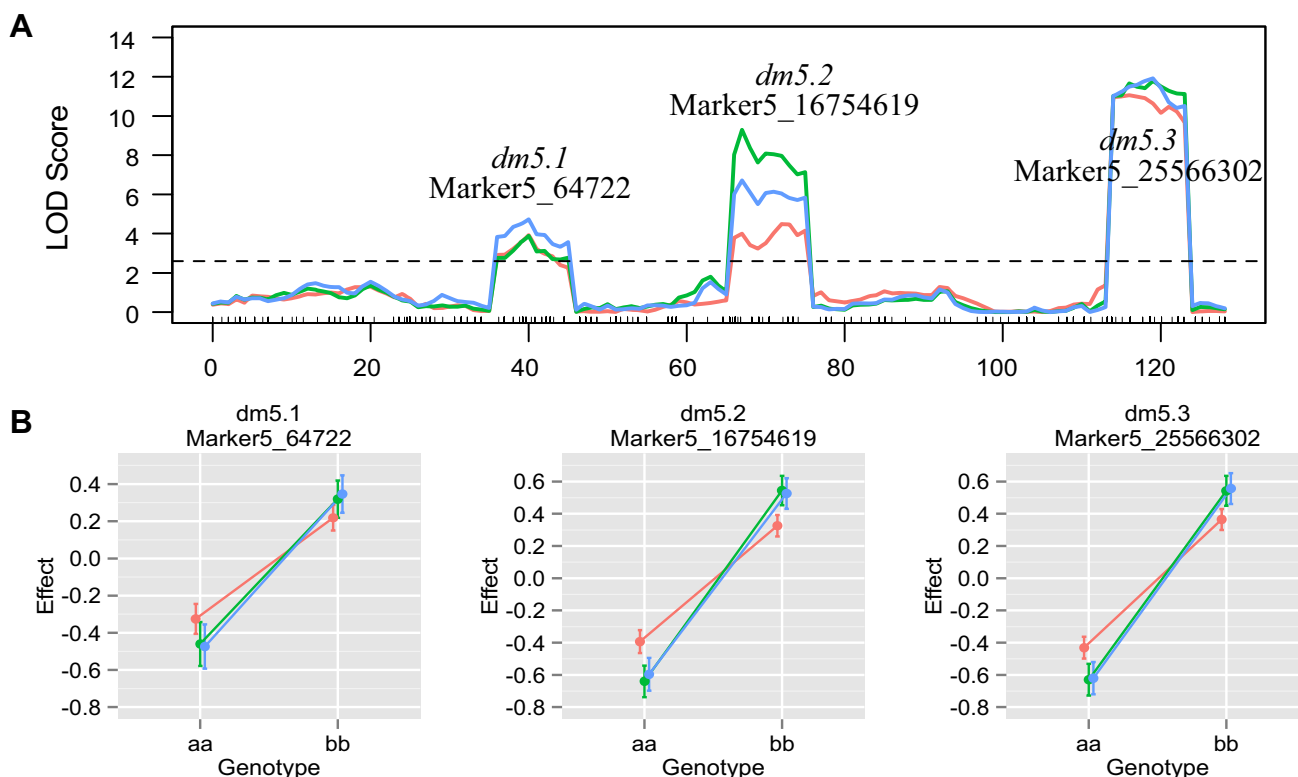 A
LOD Score
14
12
10
8
6
4
2
0
dm5.1
Marker5_64722
dm5.2
Marker5_16754619
dm5.3
Marker5_25566302
0 20 40 60 80 100 120
B
dm5.1
Marker5_64722
Effect
0.4
0.2
0.0
-0.2
-0.4
-0.6
-0.8
aa bb
Genotype
dm5.2
Marker5_16754619
Effect
0.6
0.4
0.2
0.0
-0.2
-0.4
-0.6
-0.8
aa bb
Genotype
dm5.3
Marker5_25566302
Effect
0.6
0.4
0.2
0.0
-0.2
-0.4
-0.6
-0.8
aa bb
Genotype